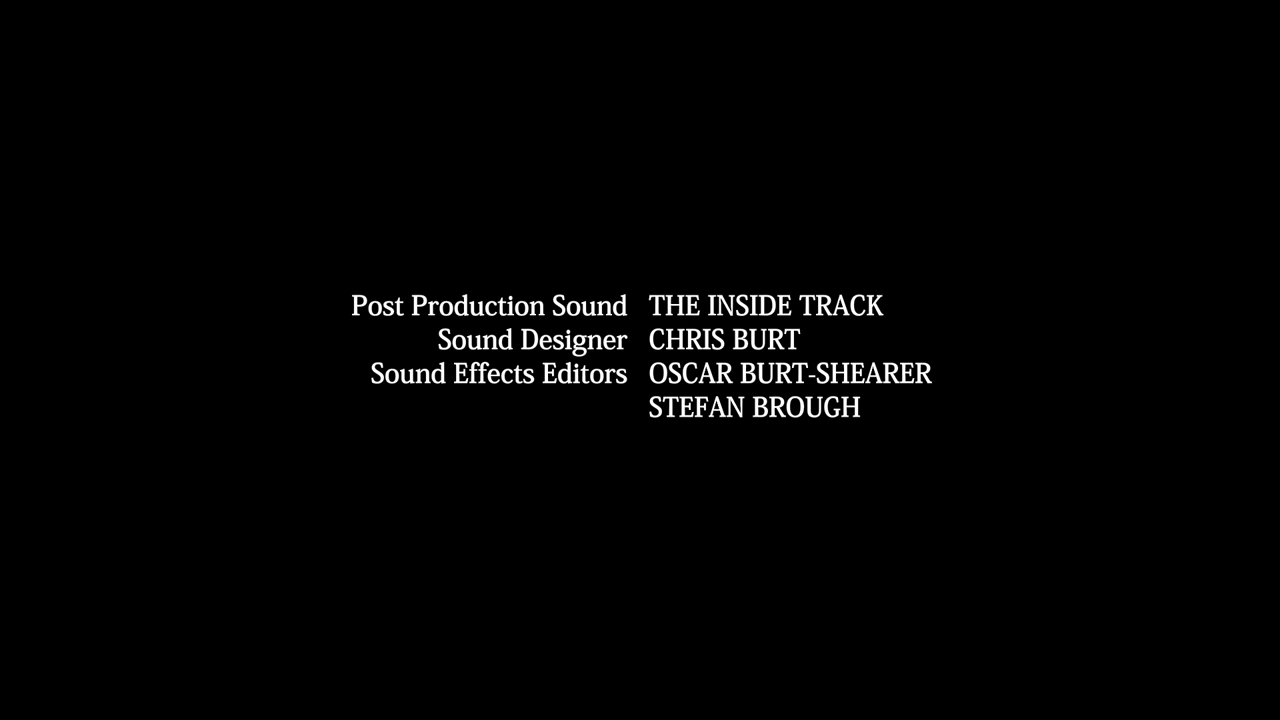 Post Production Sound THE INSIDE TRACK
Sound Designer CHRIS BURT
Sound Effects Editors OSCAR BURT-SHEARER
STEFAN BROUGH